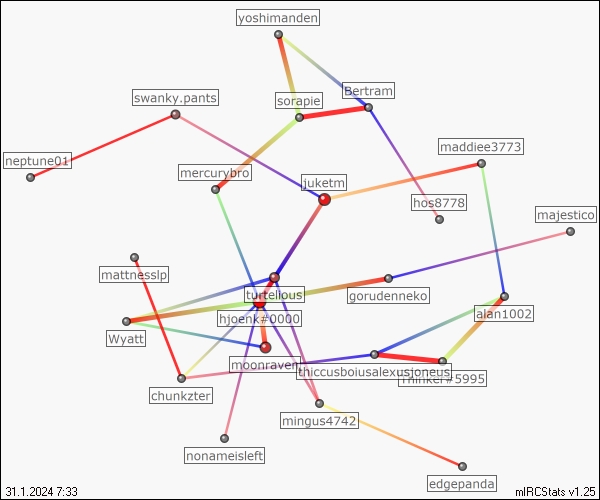 yoshimanden
Bertram
swanky.pants
sorapie
maddiee3773
neptune01
mercurybro
juketm
hos8778
majestico
mattnesslp
turtellous
gorudenneko
hjoenk#0000
alan1002
Wyatt
moonraven
thiccusboiusalexusjoneus
Thinker#5995
chunkzter
mingus4742
nonameisleft
edgepanda
31.1.2024 7:33
mIRCStats v1.25